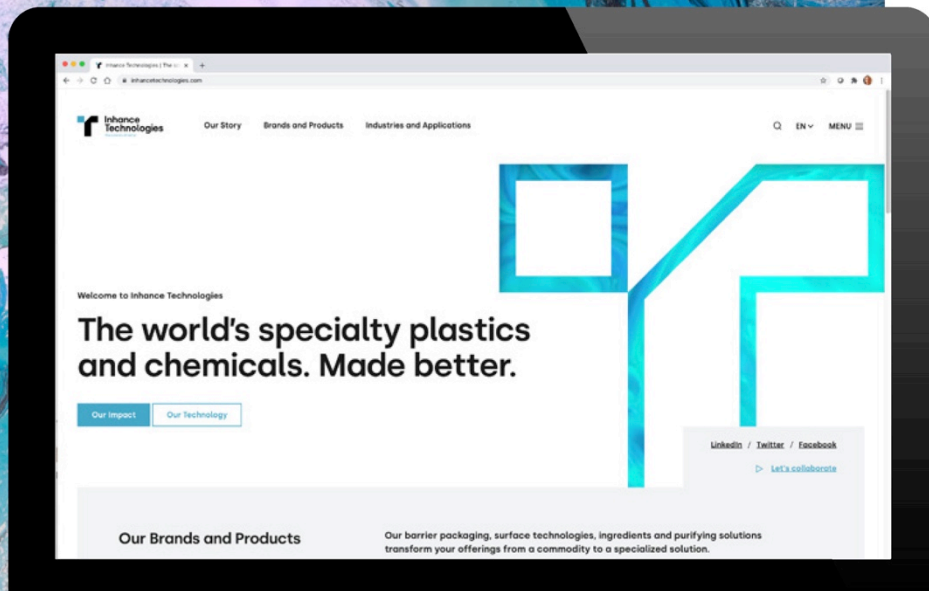 Inhance Technologies | The
inhancetechnologies.com
Inhance
Technologies
Our Story
Brands and Products
Industries and Applications
EN
MENU
Welcome to Inhance Technologies
The world's specialty plastics
and chemicals. Made better.
Our Impact
Our Technology
LinkedIn / Twitter / Facebook
Let's collaborate
Our Brands and Products
Our barrier packaging, surface technologies, ingredients and purifying solutions
transform your offerings from a commodity to a specialized solution.